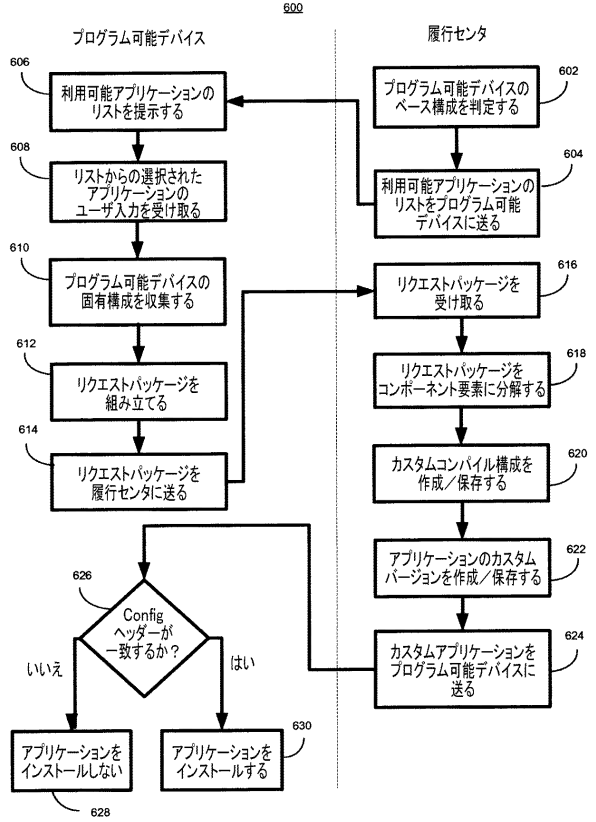 600
プログラム可能デバイス
履行センタ
606
利用可能アプリケーションの
リストを提示する
608
リストからの選択された
アプリケーションの
ユーザ入力を受け取る
610
プログラム可能デバイスの
固有構成を収集する
612
リクエストパッケージを
組み立てる
614
リクエストパッケージを
履行センタに送る
602
プログラム可能デバイスの
ベース構成を判定する
604
利用可能アプリケーションの
リストをプログラム可能
デバイスに送る
616
リクエストパッケージを
受け取る
618
リクエストパッケージを
コンポーネント要素に分解する
620
カスタムコンパイル構成を
作成/保存する
622
アプリケーションのカスタム
バージョンを作成/保存する
624
カスタムアプリケーションを
プログラム可能デバイスに
送る
626
Config
ヘッダーが
一致するか?
いいえ
はい
アプリケーションを
インストールしない
628
630
アプリケーションを
インストールする